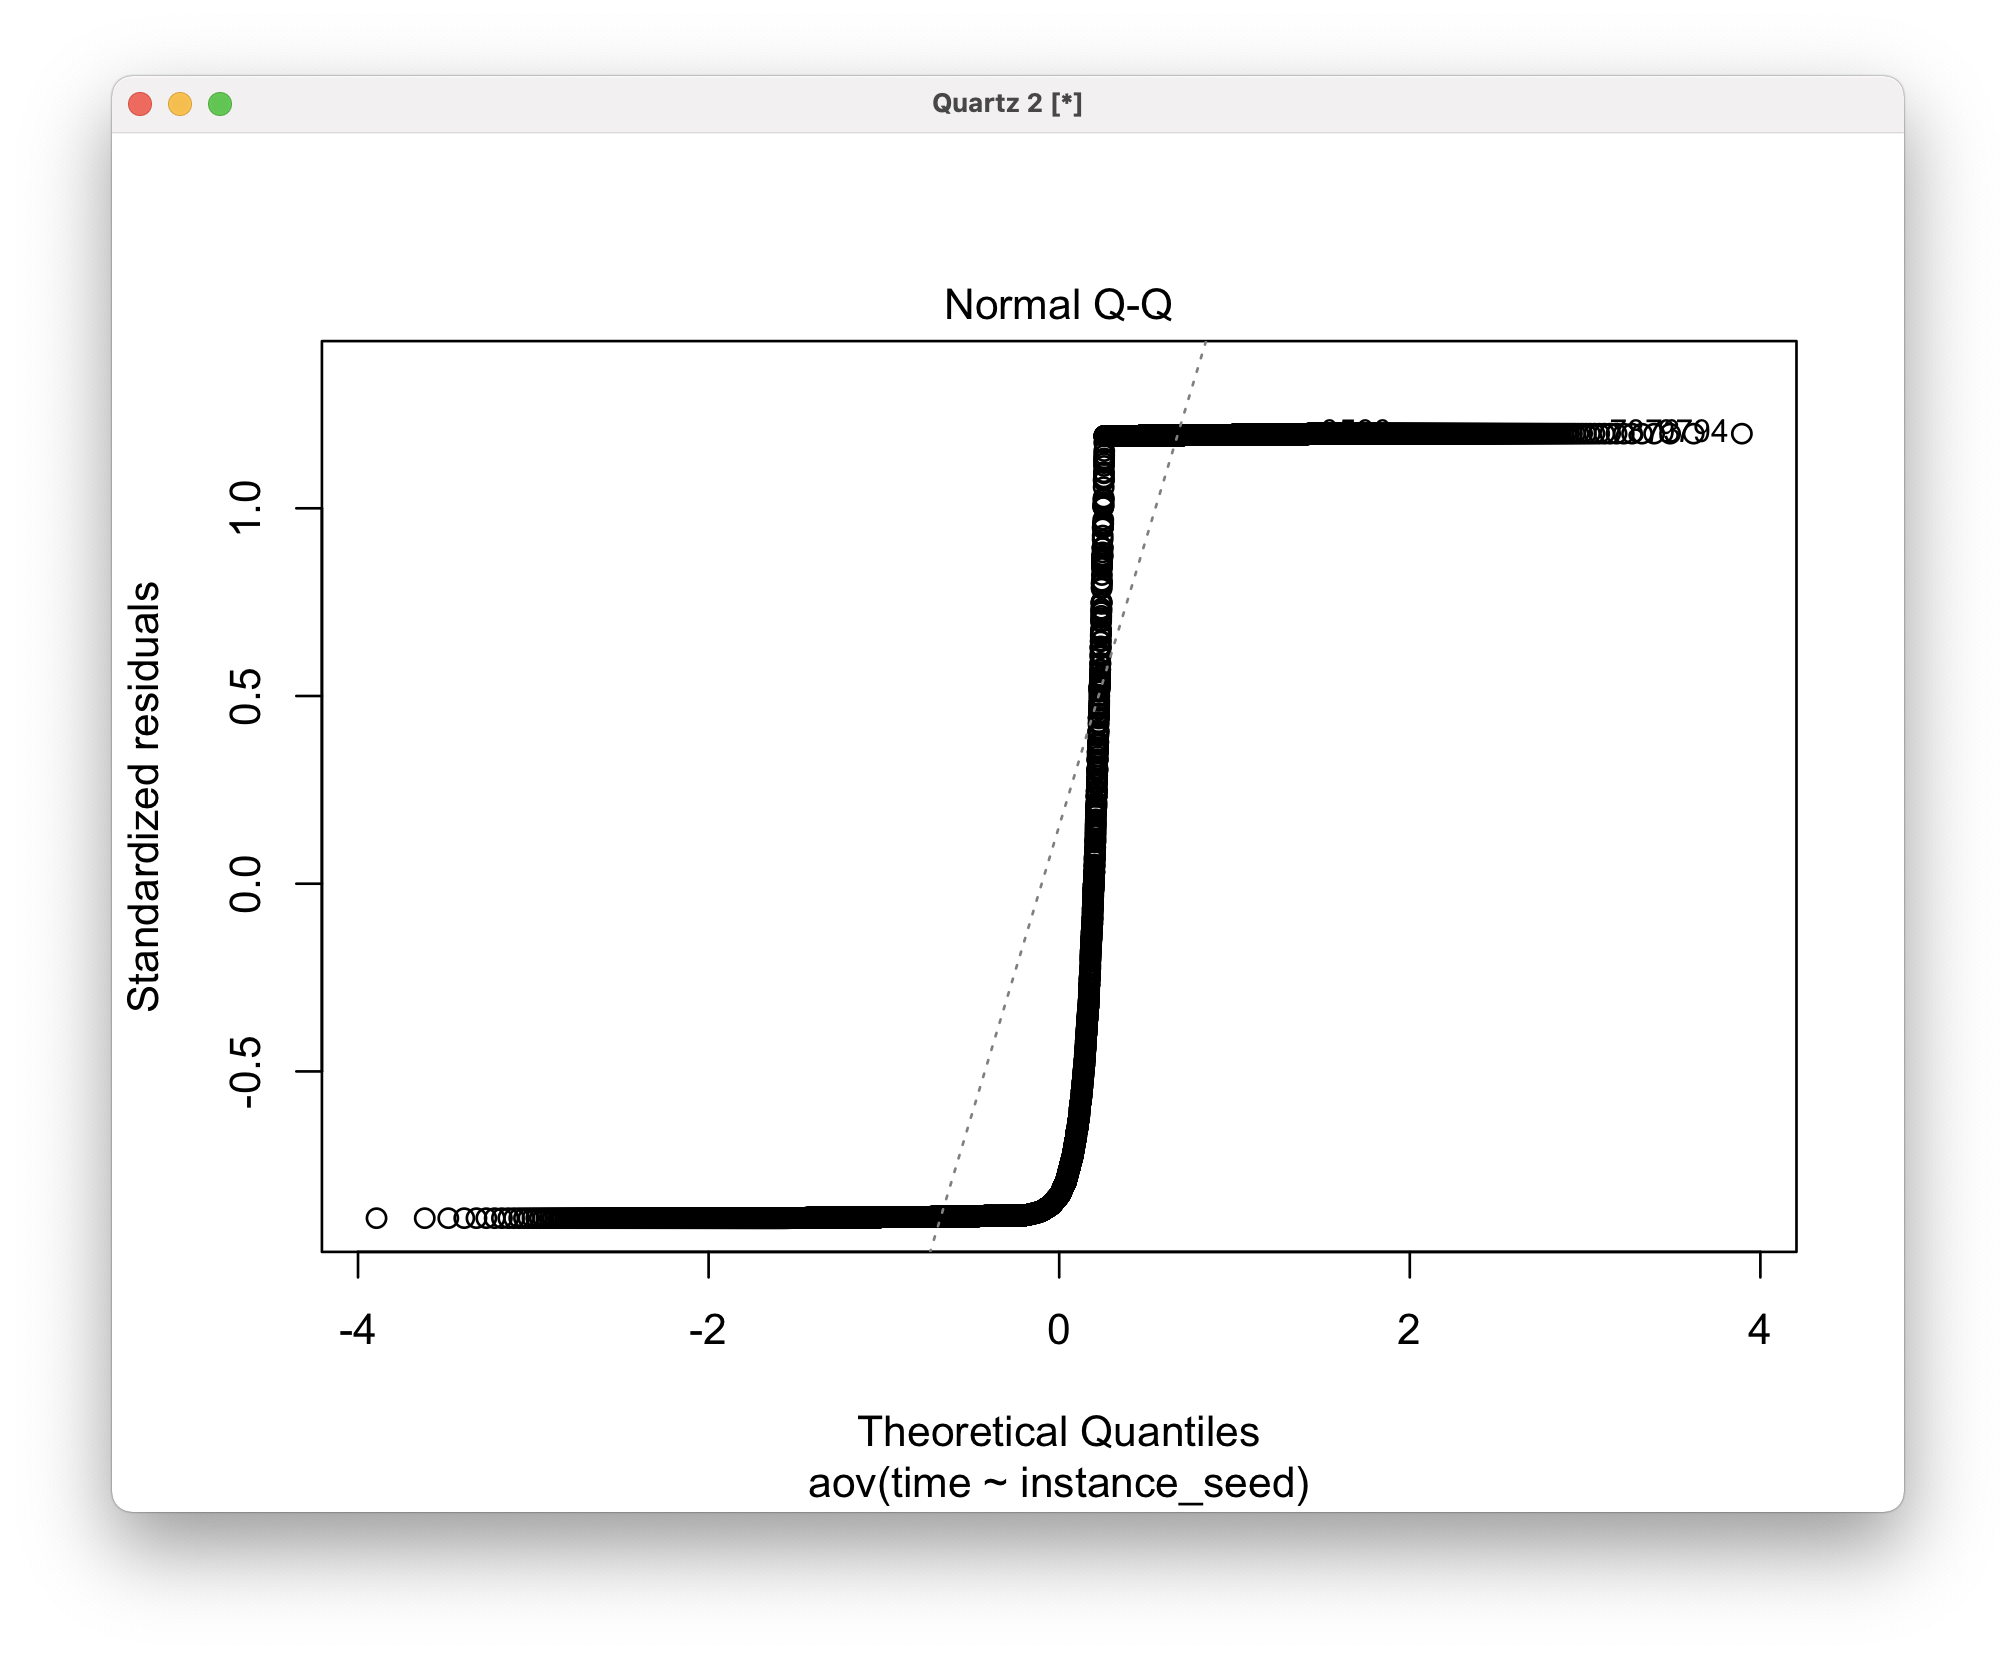 Quartz 2 [*]
Normal Q-Q
Standardized residuals
1.0
0.5
0.0
-0.5
-4
-2
0
2
4
Theoretical Quantiles
aov(time ~ instance_seed)